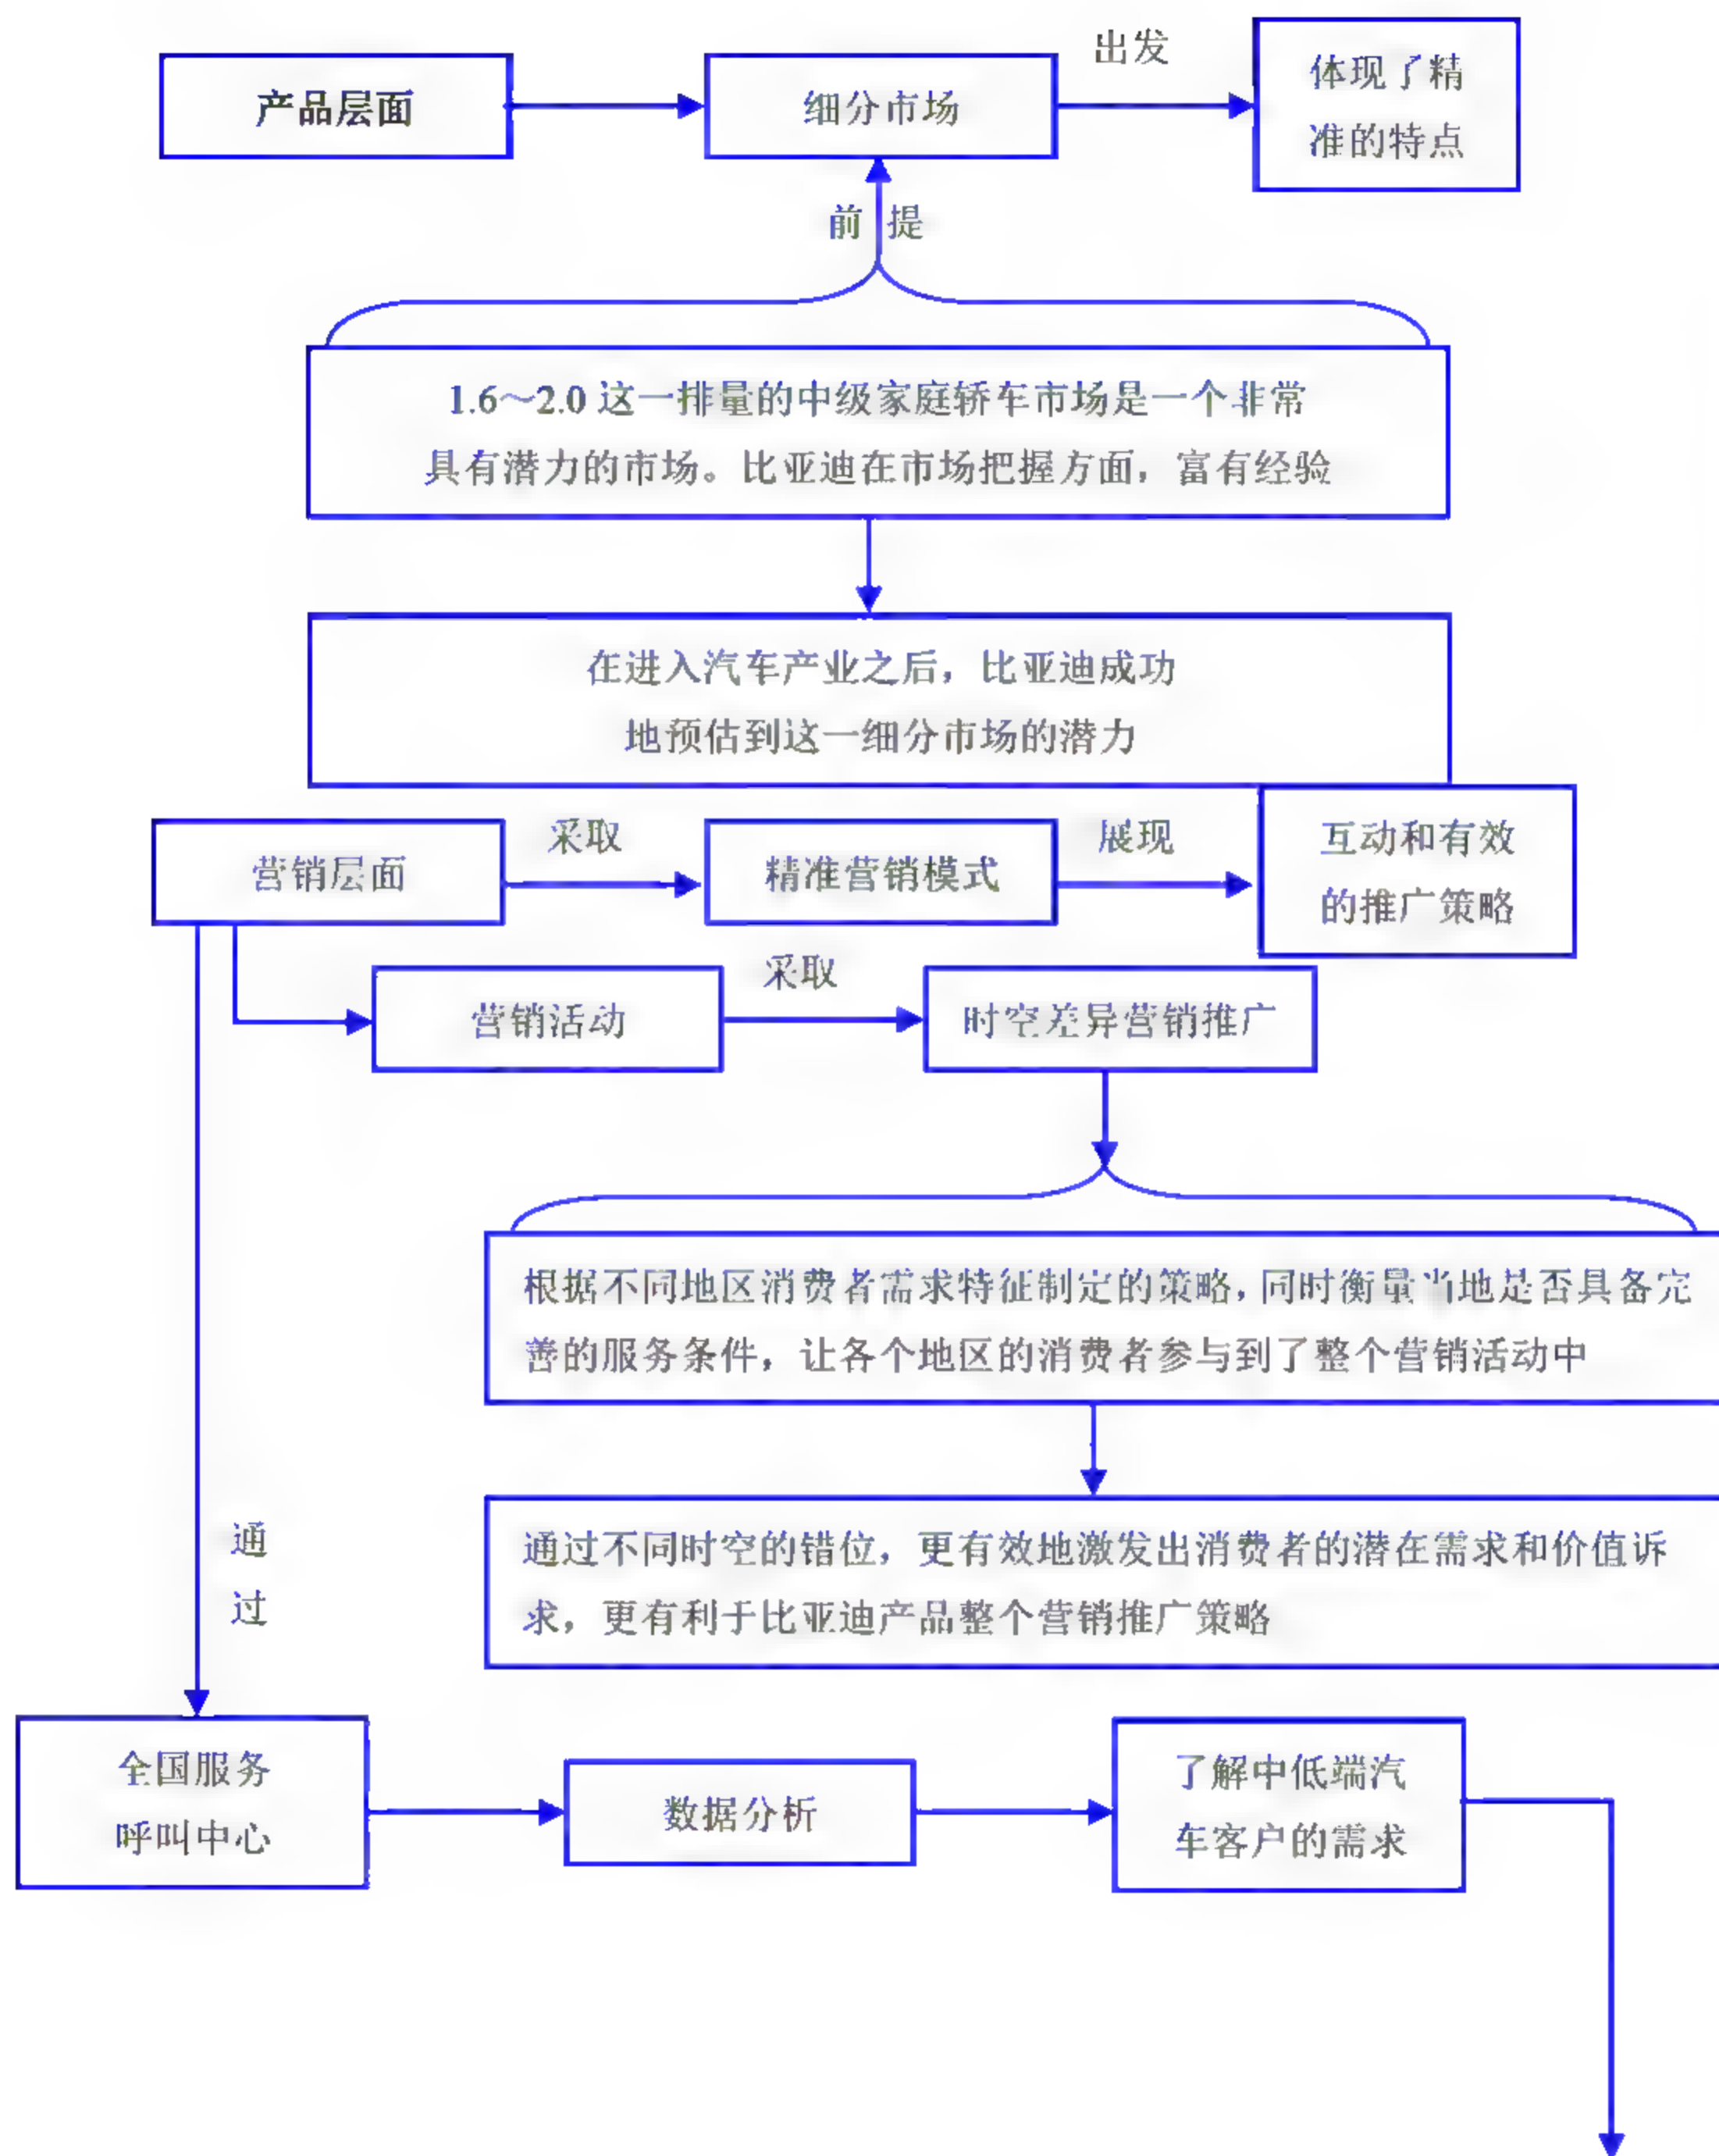 产品层面
细分市场
出发
体现了精
准的特点
前提
1.6～2.0 这一排量的中级家庭轿车市场是一个非常
具有潜力的市场。比亚迪在市场把握方面，富有经验
在进入汽车产业之后，比亚迪成功
地预估到这一细分市场的潜力
营销层面
采取
精准营销模式
展现
互动和有效
的推广策略
营销活动
采取
时空差异营销推广
根据不同地区消费者需求特征制定的策略，同时衡量当地是否具备完
善的服务条件，让各个地区的消费者参与到了整个营销活动中
通过不同时空的错位，更有效地激发出消费者的潜在需求和价值诉
求，更有利于比亚迪产品整个营销推广策略
通
过
全国服务
呼叫中心
数据分析
了解中低端汽
车客户的需求